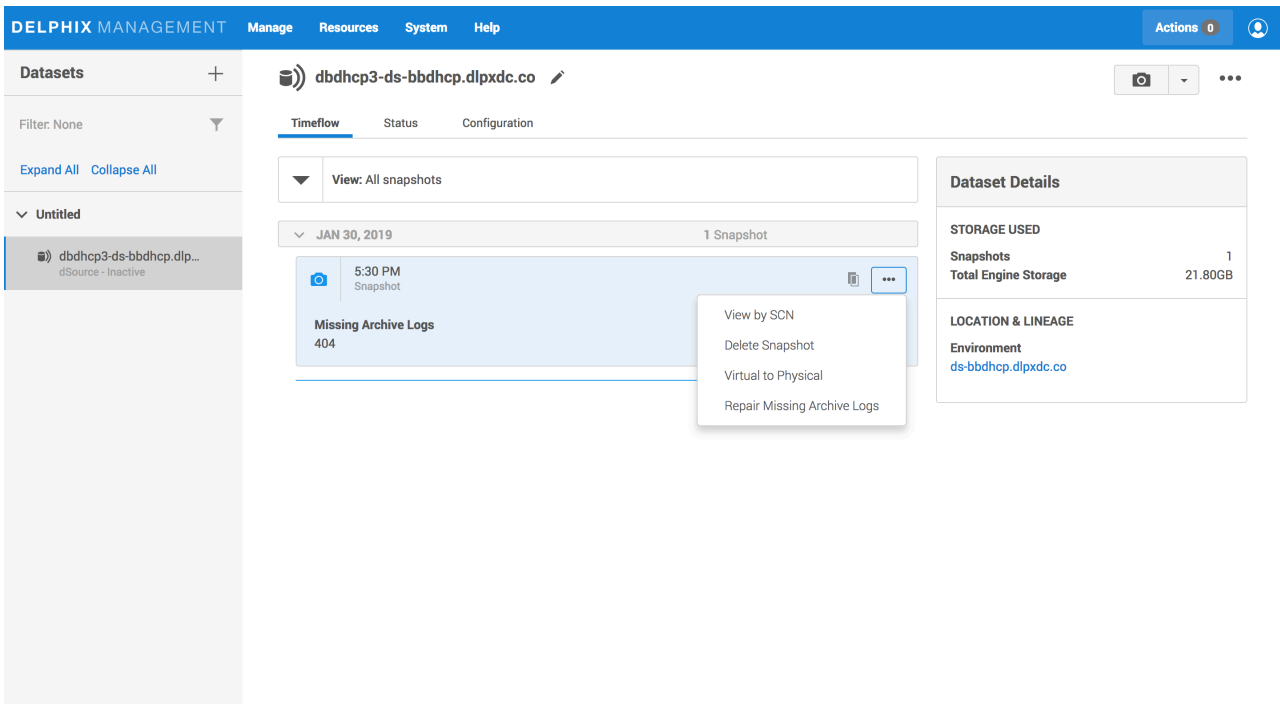 DELPHIX MANAGEMENT Manage Resources System Help Actions 0
Datasets
Filter: None
Expand All Collapse All
Untitled
dbdhcp3-ds-bbdhcp.dlp...
dSource - Inactive
dbdhcp3-ds-bbdhcp.dlpxdc.co
Timeflow Status Configuration
View: All snapshots
JAN 30, 2019 1 Snapshot
5:30 PM
Snapshot
Missing Archive Logs
404
View by SCN
Delete Snapshot
Virtual to Physical
Repair Missing Archive Logs
Dataset Details
STORAGE USED
Snapshots 1
Total Engine Storage 21.80GB
LOCATION & LINEAGE
Environment
ds-bbdhcp.dlpxdc.co